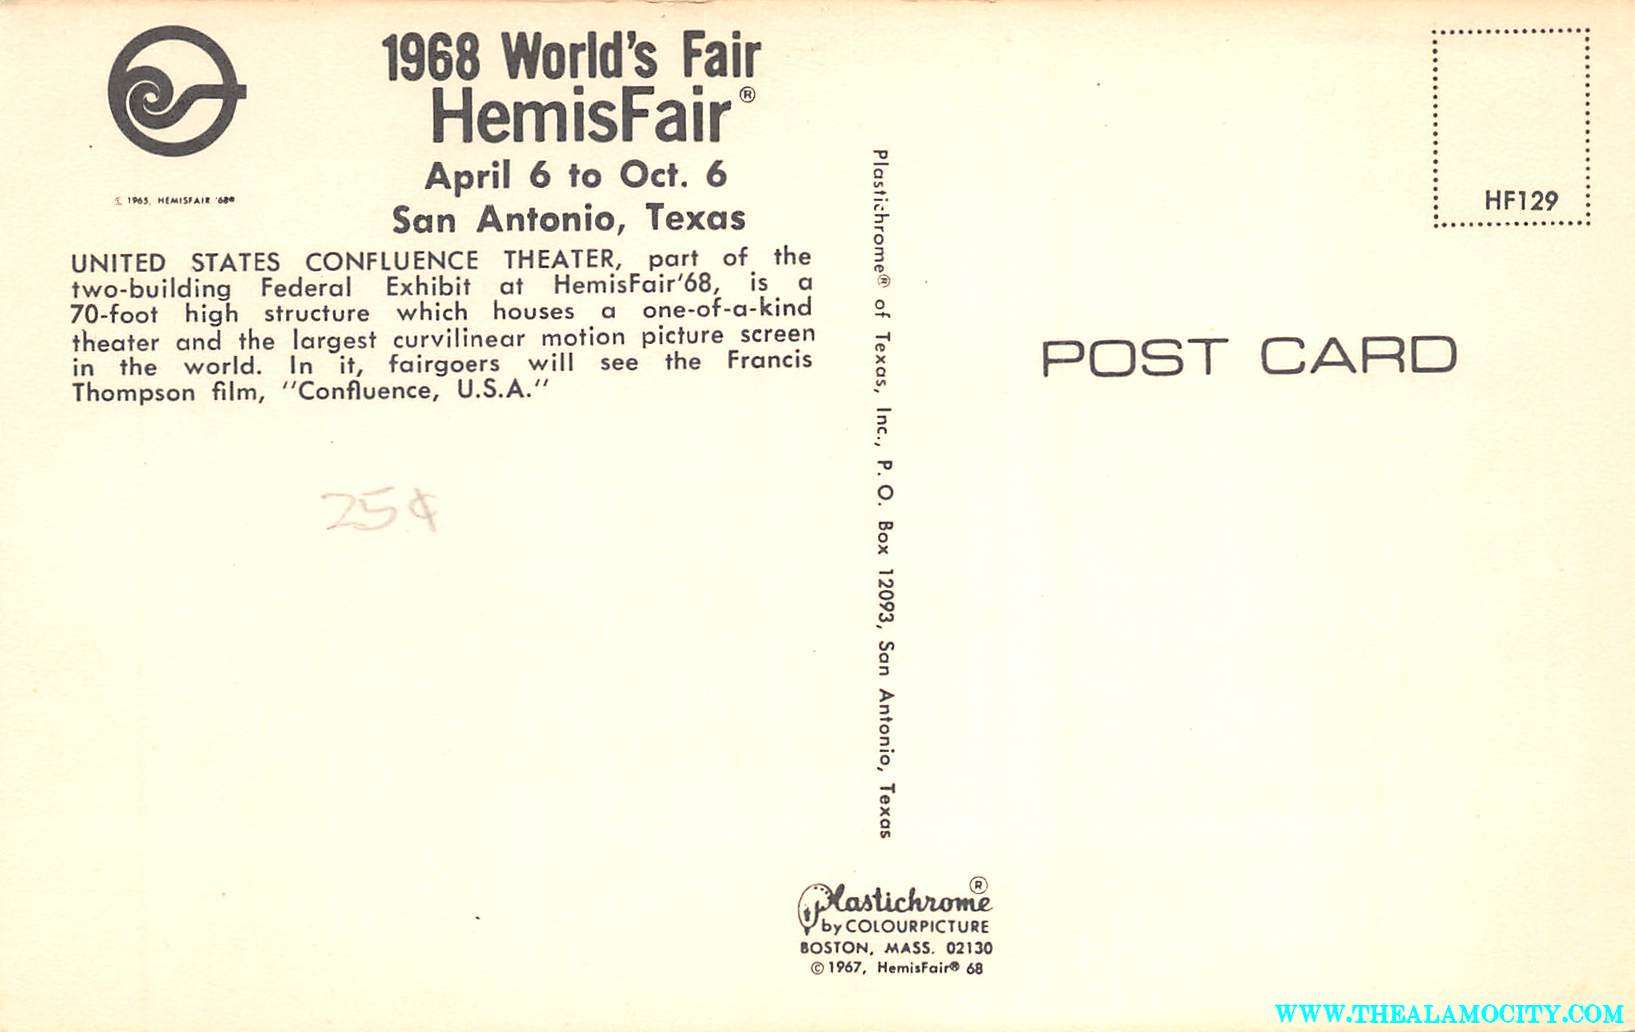 1968 World's Fair
HemisFair®
April 6 to Oct. 6
San Antonio, Texas
© 1965, HEMISFAIR '68®
UNITED STATES CONFLUENCE THEATER, part of the
two-building Federal Exhibit at HemisFair'68, is a
70-foot high structure which houses a one-of-a-kind
theater and the largest curvilinear motion picture screen
in the world. In it, fairgoers will see the Francis
Thompson film, "Confluence, U.S.A."
25¢
Plastichrome® of Texas, Inc., P. O. Box 12093, San Antonio, Texas
Plastichrome®
by COLOURPICTURE
BOSTON, MASS. 02130
© 1967, HemisFair® 68
HF129
POST CARD
WWW.THEALAMOCITY.COM